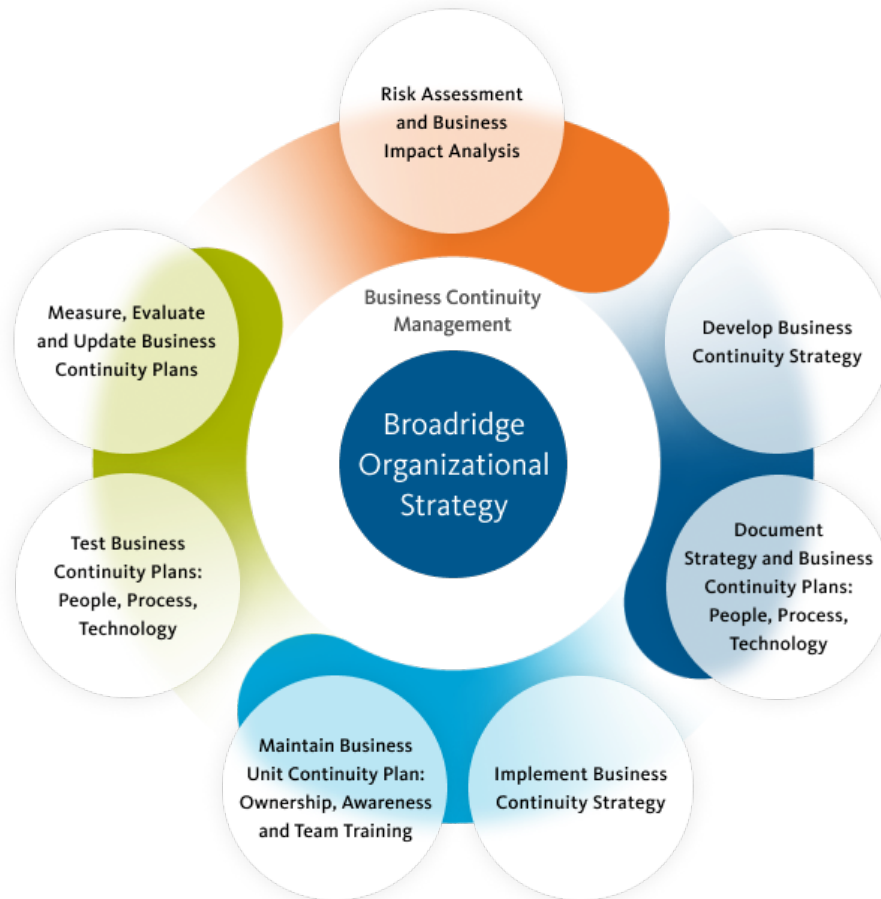 Risk Assessment
and Business
Impact Analysis
Business Continuity
Management
Broadridge
Organizational
Strategy
Develop Business
Continuity Strategy
Document
Strategy and Business
Continuity Plans:
People, Process,
Technology
Implement Business
Continuity Strategy
Maintain Business
Unit Continuity Plan:
Ownership, Awareness
and Team Training
Test Business
Continuity Plans:
People, Process,
Technology
Measure, Evaluate
and Update Business
Continuity Plans